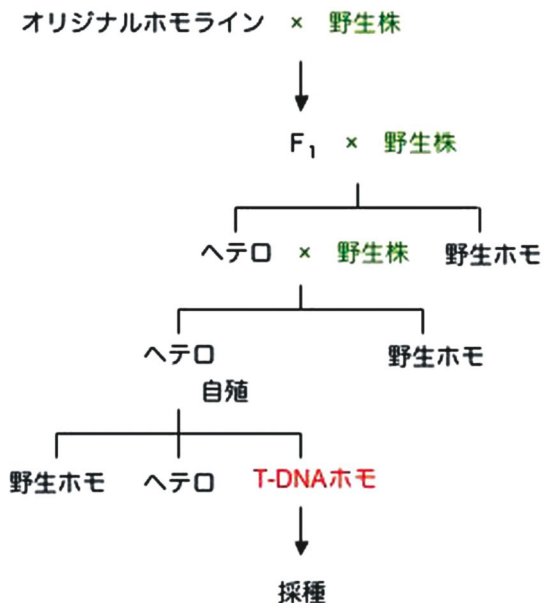 オリジナルホモライン × 野生株
F1 × 野生株
ヘテロ × 野生株 野生ホモ
ヘテロ 野生ホモ
自殖
野生ホモ ヘテロ T-DNAホモ
採種